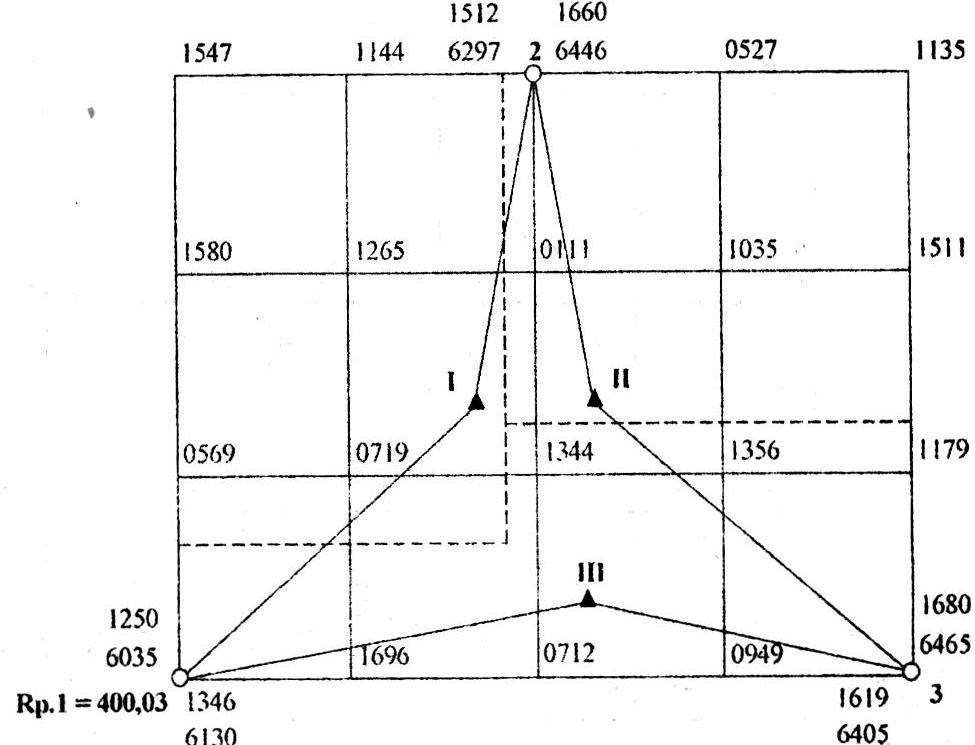 1512 1660
1547 1144 6297 2 6446 0527 1135
1580 1265 0111 1035 1511
I II
0569 0719 1344 1356 1179
III
1250 1680
6035 1696 0712 0949 6465
Rp.1 = 400,03 1346 1619 3
6130 6405